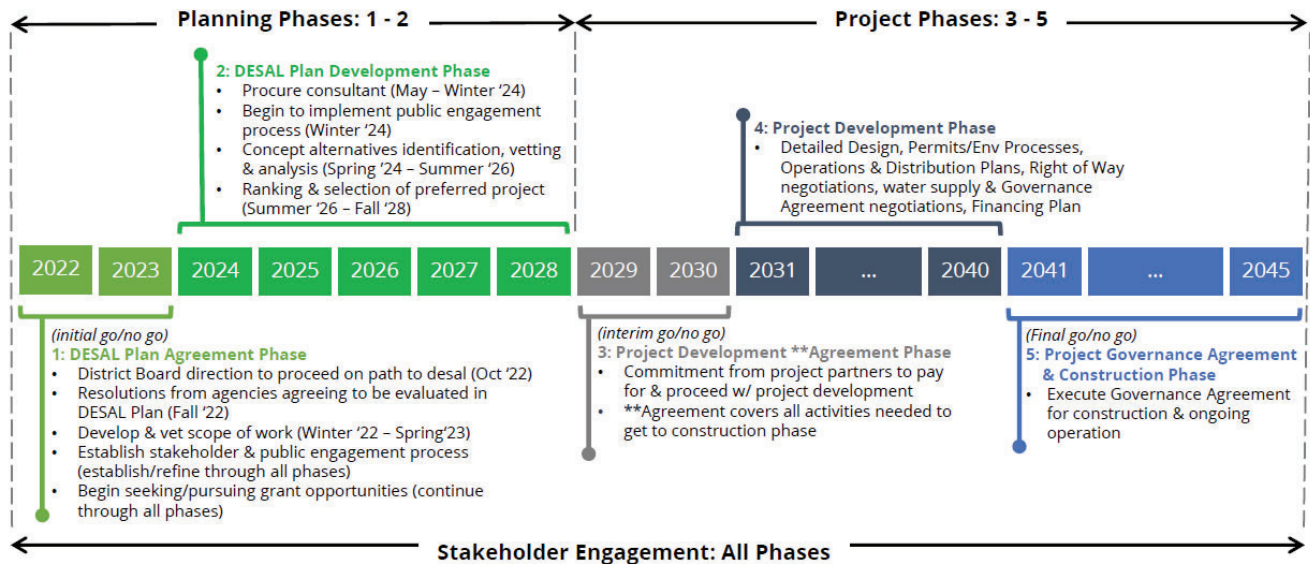 Planning Phases: 1 - 2
Project Phases: 3 - 5
2: DESAL Plan Development Phase
• Procure consultant (May – Winter ‘24)
• Begin to implement public engagement
process (Winter ‘24)
• Concept alternatives identification, vetting
& analysis (Spring ‘24 – Summer ‘26)
• Ranking & selection of preferred project
(Summer ‘26 – Fall ‘28)
4: Project Development Phase
• Detailed Design, Permits/Env Processes,
Operations & Distribution Plans, Right of Way
negotiations, water supply & Governance
Agreement negotiations, Financing Plan
2022 2023 2024 2025 2026 2027 2028 2029 2030 2031 ... 2040 2041 ... 2045
(initial go/no go)
1: DESAL Plan Agreement Phase
• District Board direction to proceed on path to desal (Oct ‘22)
• Resolutions from agencies agreeing to be evaluated in
DESAL Plan (Fall ‘22)
• Develop & vet scope of work (Winter ‘22 – Spring‘23)
• Establish stakeholder & public engagement process
(establish/refine through all phases)
• Begin seeking/pursuing grant opportunities (continue
through all phases)
(interim go/no go)
3: Project Development **Agreement Phase
• Commitment from project partners to pay
for & proceed w/ project development
• **Agreement covers all activities needed to
get to construction phase
(Final go/no go)
5: Project Governance Agreement
& Construction Phase
• Execute Governance Agreement
for construction & ongoing
operation
Stakeholder Engagement: All Phases